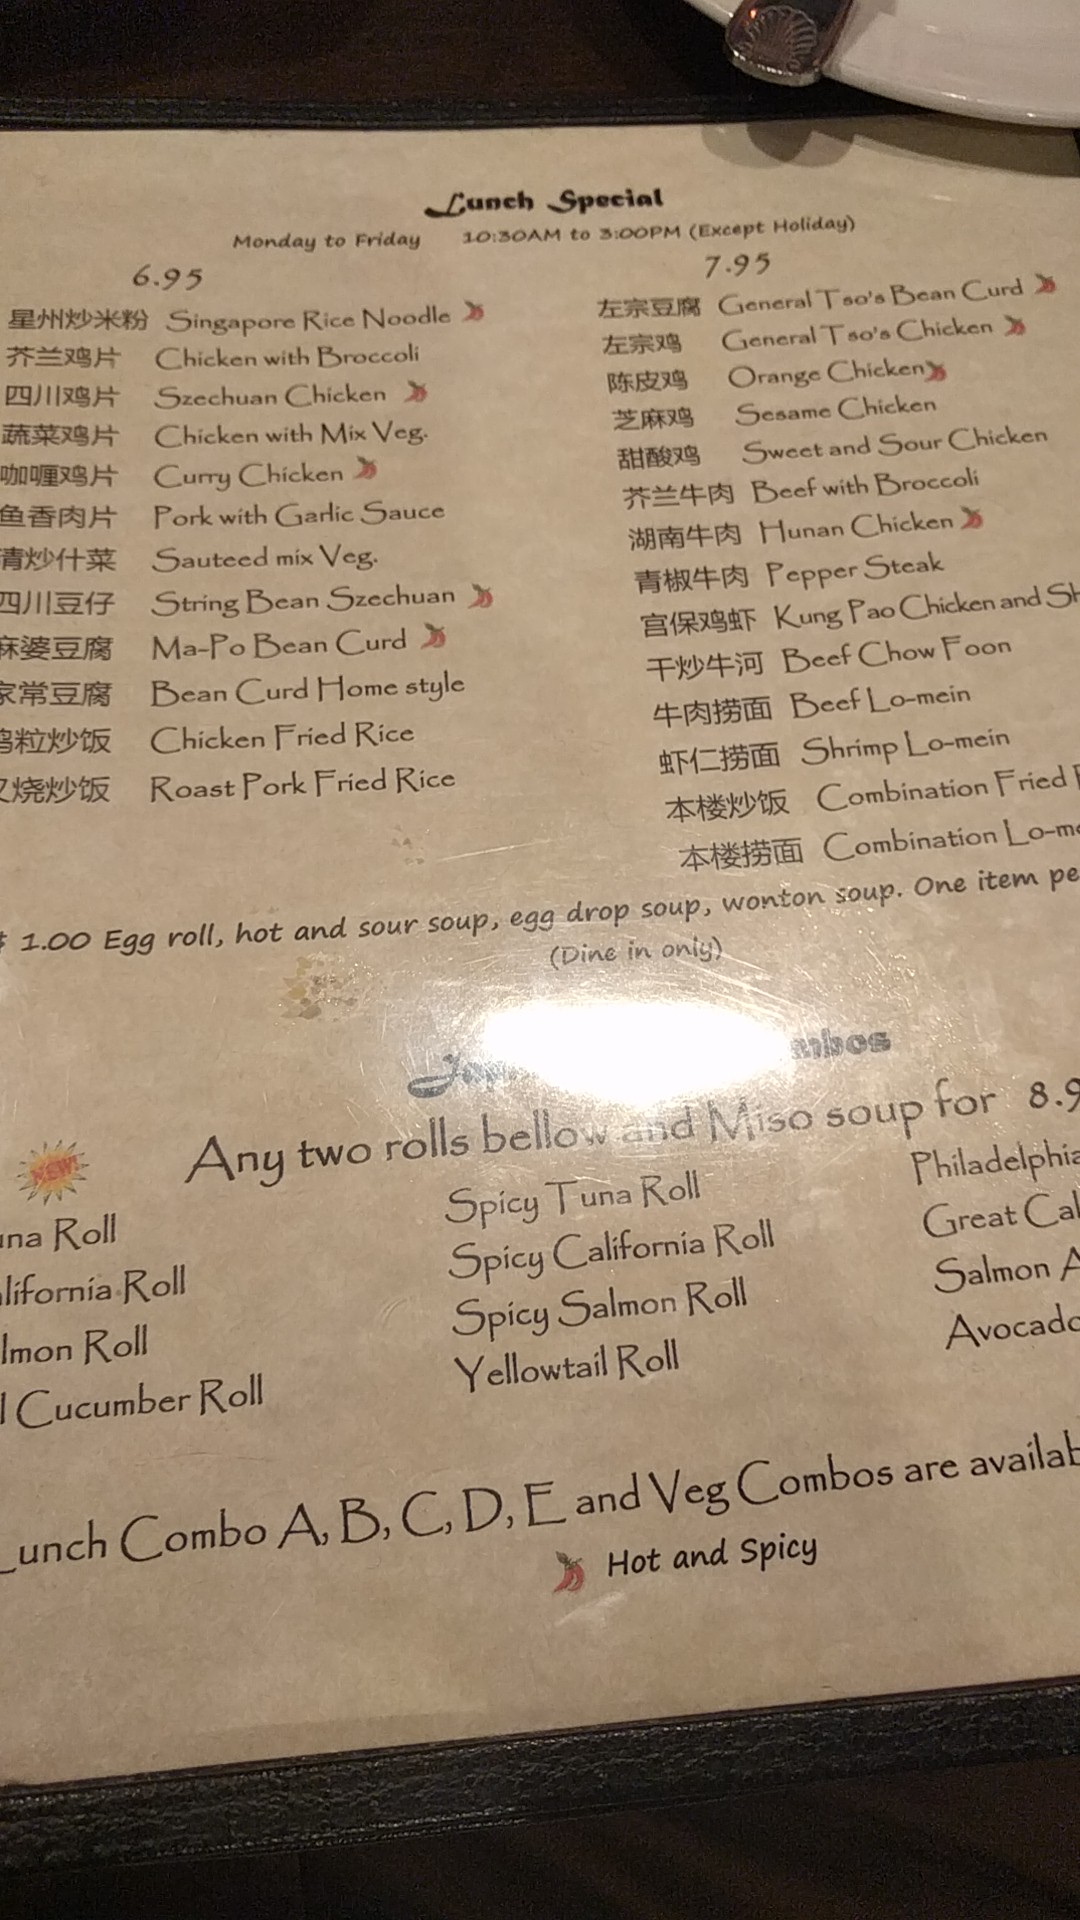 Lunch Special
Monday to Friday 10:30AM to 3:00PM (Except Holiday)
6.95
星州炒米粉 Singapore Rice Noodle
芥兰鸡片 Chicken with Broccoli
四川鸡片 Szechuan Chicken
蔬菜鸡片 Chicken with Mix Veg.
咖喱鸡片 Curry Chicken
鱼香肉片 Pork with Garlic Sauce
清炒什菜 Sauteed mix Veg.
四川豆仔 String Bean Szechuan
麻婆豆腐 Ma-Po Bean Curd
家常豆腐 Bean Curd Home style
鸡粒炒饭 Chicken Fried Rice
叉烧炒饭 Roast Pork Fried Rice
7.95
左宗豆腐 General Tso's Bean Curd
左宗鸡 General Tso's Chicken
陈皮鸡 Orange Chicken
芝麻鸡 Sesame Chicken
甜酸鸡 Sweet and Sour Chicken
芥兰牛肉 Beef with Broccoli
湖南牛肉 Hunan Chicken
青椒牛肉 Pepper Steak
宫保鸡虾 Kung Pao Chicken and Sh
干炒牛河 Beef Chow Foon
牛肉捞面 Beef Lo-mein
虾仁捞面 Shrimp Lo-mein
本楼炒饭 Combination Fried
本楼捞面 Combination Lo-me
$ 1.00 Egg roll, hot and sour soup, egg drop soup, wonton soup. One item pe
(Dine in only)
Any two rolls bellow and Miso soup for 8.9
NEW!
una Roll
alifornia Roll
lmon Roll
l Cucumber Roll
Spicy Tuna Roll
Spicy California Roll
Spicy Salmon Roll
Yellowtail Roll
Philadelphia
Great Cal
Salmon A
Avocado
Lunch Combo A, B, C, D, E and Veg Combos are availab
Hot and Spicy